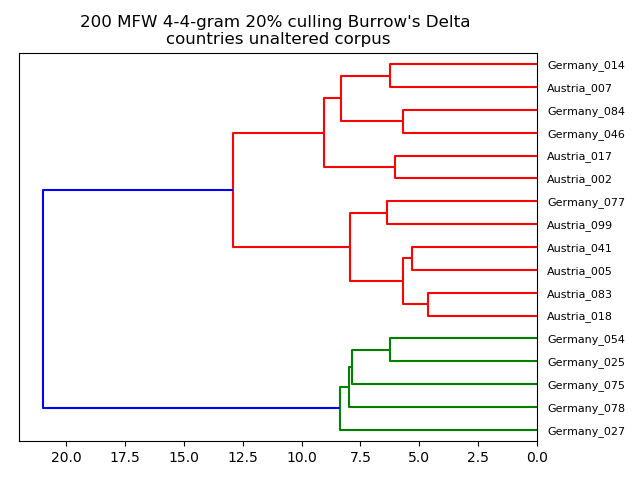 200 MFW 4-4-gram 20% culling Burrow's Delta
countries unaltered corpus
Germany_014
Austria_007
Germany_084
Germany_046
Austria_017
Austria_002
Germany_077
Austria_099
Austria_041
Austria_005
Austria_083
Austria_018
Germany_054
Germany_025
Germany_075
Germany_078
Germany_027
20.0 17.5 15.0 12.5 10.0 7.5 5.0 2.5 0.0